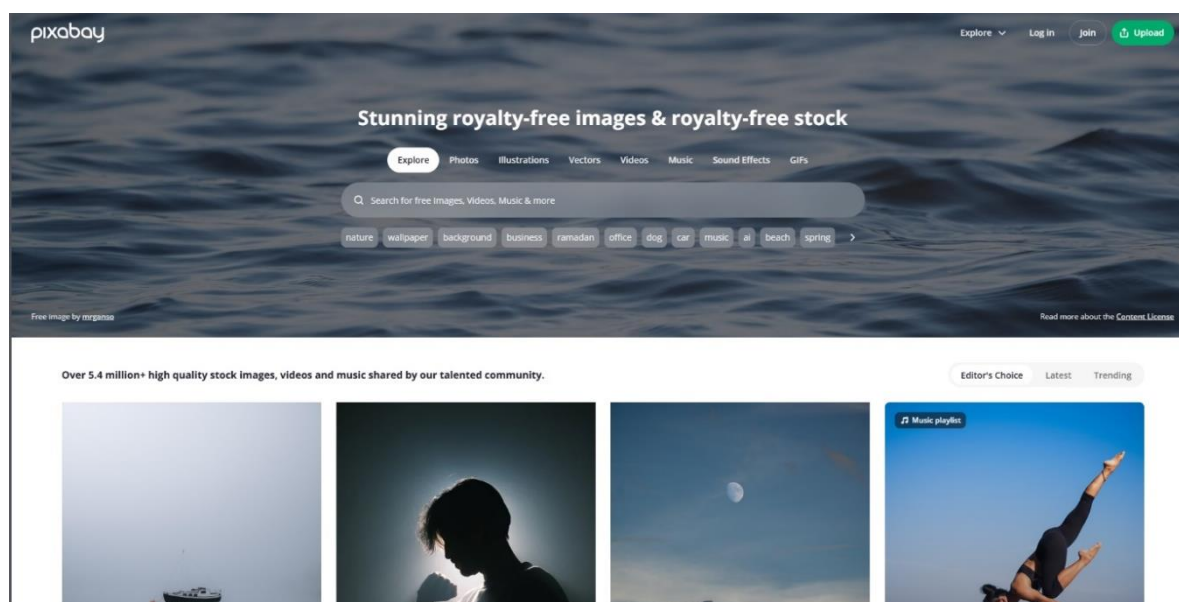 pixabay
Explore Log in Join Upload
Stunning royalty-free images & royalty-free stock
Explore Photos Illustrations Vectors Videos Music Sound Effects GIFs
Search for free Images, Videos, Music & more
nature wallpaper background business ramadan office dog car music ai beach spring
Free image by mrganso
Read more about the Content License
Over 5.4 million+ high quality stock images, videos and music shared by our talented community.
Editor's Choice Latest Trending
Music playlist